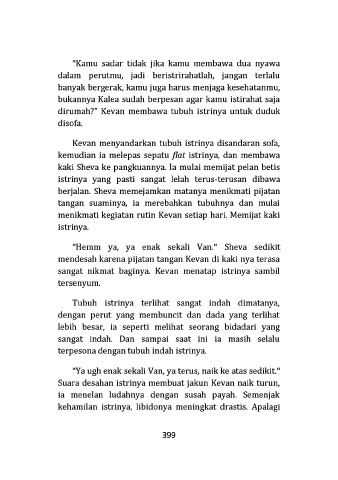 "Kamu sadar tidak jika kamu membawa dua nyawa
dalam perutmu, jadi beristrirahatlah, jangan terlalu
banyak bergerak, kamu juga harus menjaga kesehatanmu,
bukannya Kalea sudah berpesan agar kamu istirahat saja
dirumah?" Kevan membawa tubuh istrinya untuk duduk
disofa.
Kevan menyandarkan tubuh istrinya disandaran sofa,
kemudian ia melepas sepatu flat istrinya, dan membawa
kaki Sheva ke pangkuannya. Ia mulai memijat pelan betis
istrinya yang pasti sangat lelah terus-terusan dibawa
berjalan. Sheva memejamkan matanya menikmati pijatan
tangan suaminya, ia merebahkan tubuhnya dan mulai
menikmati kegiatan rutin Kevan setiap hari. Memijat kaki
istrinya.
"Hemm ya, ya enak sekali Van." Sheva sedikit
mendesah karena pijatan tangan Kevan di kaki nya terasa
sangat nikmat baginya. Kevan menatap istrinya sambil
tersenyum.
Tubuh istrinya terlihat sangat indah dimatanya,
dengan perut yang membuncit dan dada yang terlihat
lebih besar, ia seperti melihat seorang bidadari yang
sangat indah. Dan sampai saat ini ia masih selalu
terpesona dengan tubuh indah istrinya.
"Ya ugh enak sekali Van, ya terus, naik ke atas sedikit."
Suara desahan istrinya membuat jakun Kevan naik turun,
ia menelan ludahnya dengan susah payah. Semenjak
kehamilan istrinya, libidonya meningkat drastis. Apalagi
399